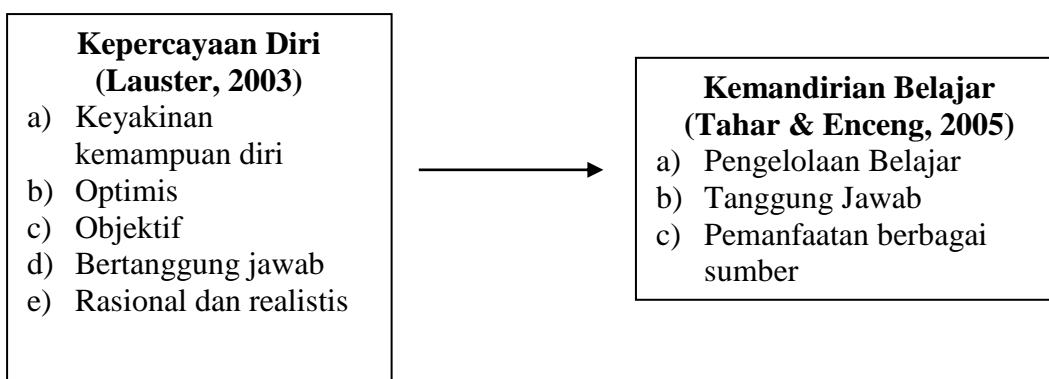 Kepercayaan Diri
(Lauster, 2003)
a) Keyakinan
kemampuan diri
b) Optimis
c) Objektif
d) Bertanggung jawab
e) Rasional dan realistis
Kemandirian Belajar
(Tahar & Enceng, 2005)
a) Pengelolaan Belajar
b) Tanggung Jawab
c) Pemanfaatan berbagai
sumber